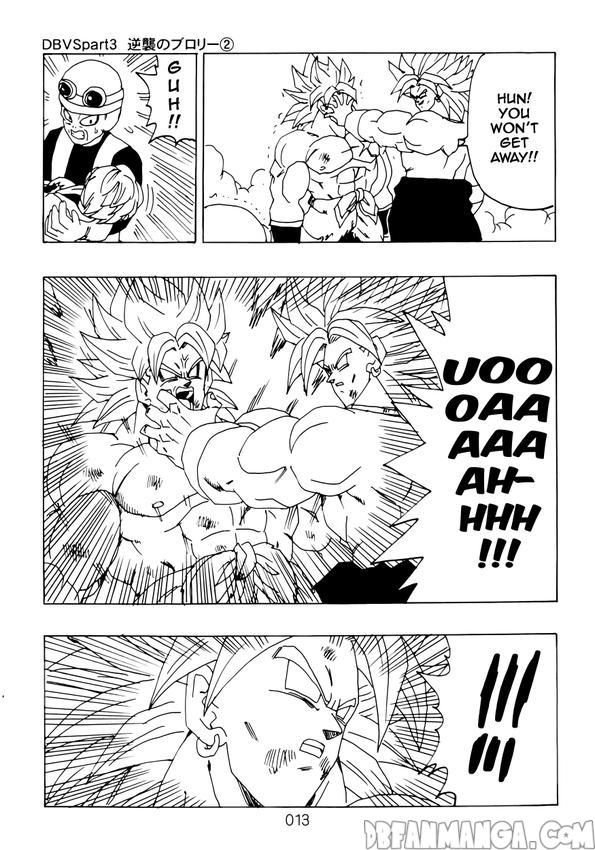 DBVSpart3 逆襲のブロリー②
HUN!
YOU
WON'T
GET
AWAY!!
GUH!!
UOO
OAA
AAA
AH-
HHH
!!!
!!!
!!!
013
DBFANMANGA.COM